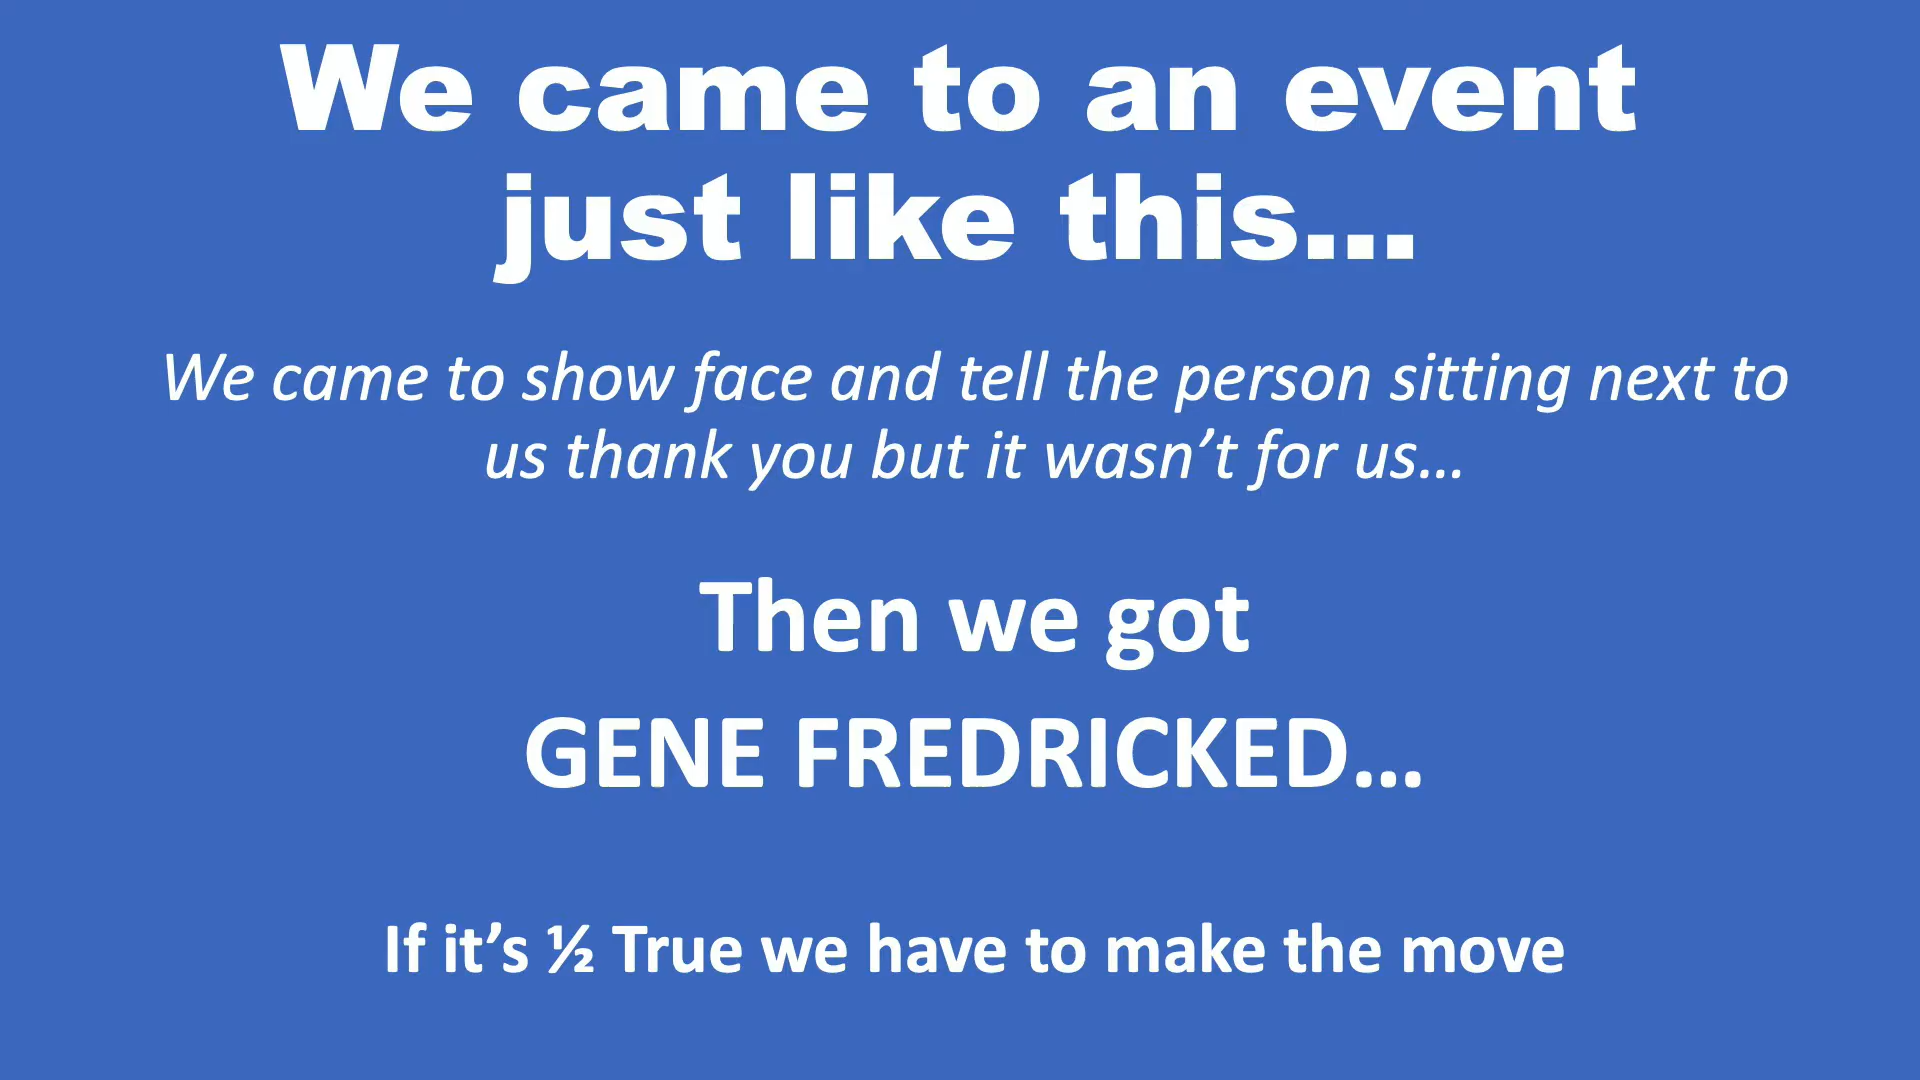 We came to an event
just like this...
We came to show face and tell the person sitting next to
us thank you but it wasn’t for us…
Then we got
GENE FREDRICKED…
If it’s ½ True we have to make the move